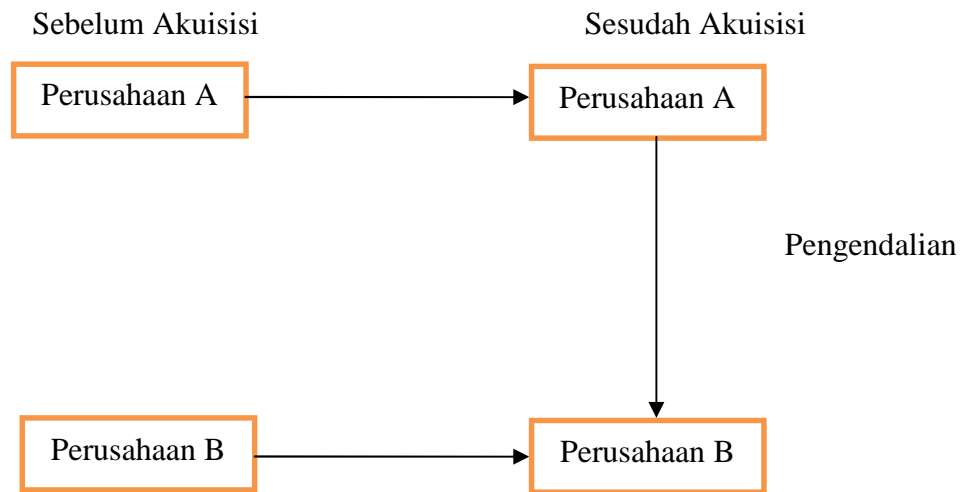 Sebelum Akuisisi
Sesudah Akuisisi
Perusahaan A
Perusahaan A
Pengendalian
Perusahaan B
Perusahaan B